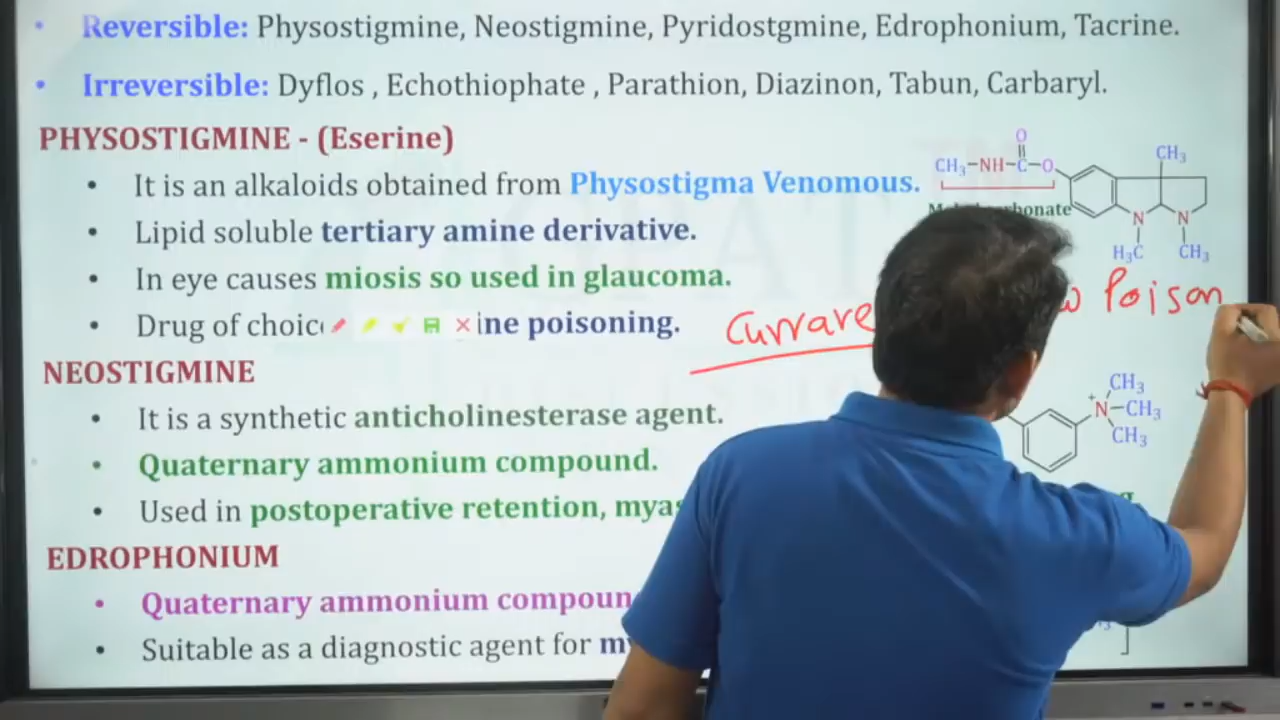 • Reversible: Physostigmine, Neostigmine, Pyridostgmine, Edrophonium, Tacrine.
• Irreversible: Dyflos , Echothiophate , Parathion, Diazinon, Tabun, Carbaryl.
PHYSOSTIGMINE - (Eserine)
• It is an alkaloids obtained from Physostigma Venomous.
• Lipid soluble tertiary amine derivative.
• In eye causes miosis so used in glaucoma.
• Drug of choic ine poisoning.
CH₃-NH-C-O
O
CH₃
N N
H₃C CH₃
Currare Poison
NEOSTIGMINE
• It is a synthetic anticholinesterase agent.
• Quaternary ammonium compound.
• Used in postoperative retention, myas
CH₃
+N-CH₃
CH₃
EDROPHONIUM
• Quaternary ammonium compoun
• Suitable as a diagnostic agent for my